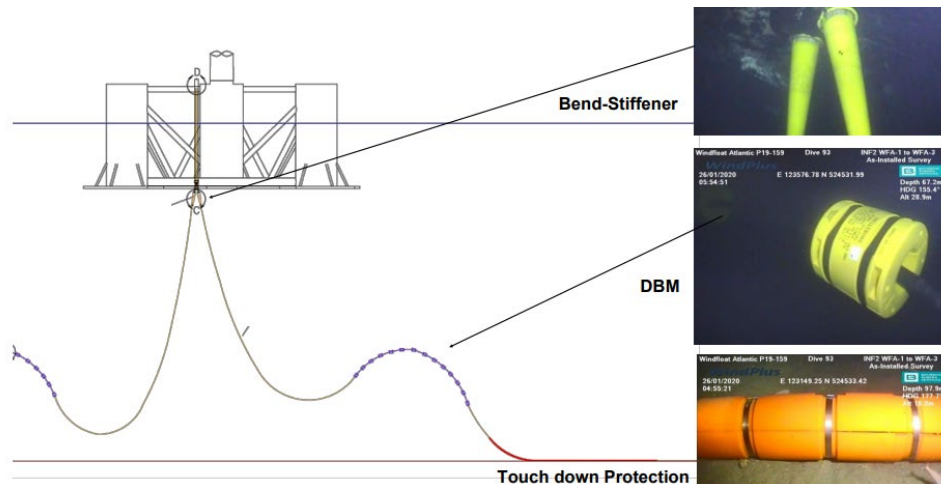 D
C
Bend-Stiffener
DBM
Touch down Protection
Windfloat Atlantic P19-159 Dive 93 INF2 WFA-1 to WFA-3
As-Installed Survey
WindPlus
26/01/2020 E 123576.78 N 524531.99
05:54:51
Depth 67.2m
HDG 155.4°
Alt 28.9m
Windfloat Atlantic P19-159 Dive 93 INF2 WFA-1 to WFA-3
As-Installed Survey
WindPlus
26/01/2020 E 123149.25 N 524533.42
04:55:21
Depth 97.9m